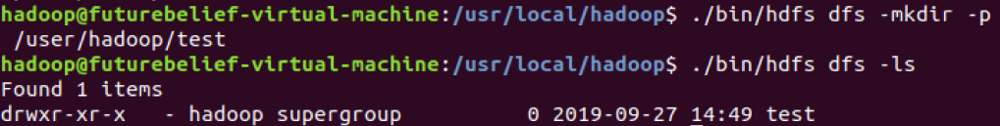 hadoop@futurebelief-virtual-machine:/usr/local/hadoop$ ./bin/hdfs dfs -mkdir -p
 /user/hadoop/test
hadoop@futurebelief-virtual-machine:/usr/local/hadoop$ ./bin/hdfs dfs -ls
Found 1 items
drwxr-xr-x   - hadoop supergroup          0 2019-09-27 14:49 test